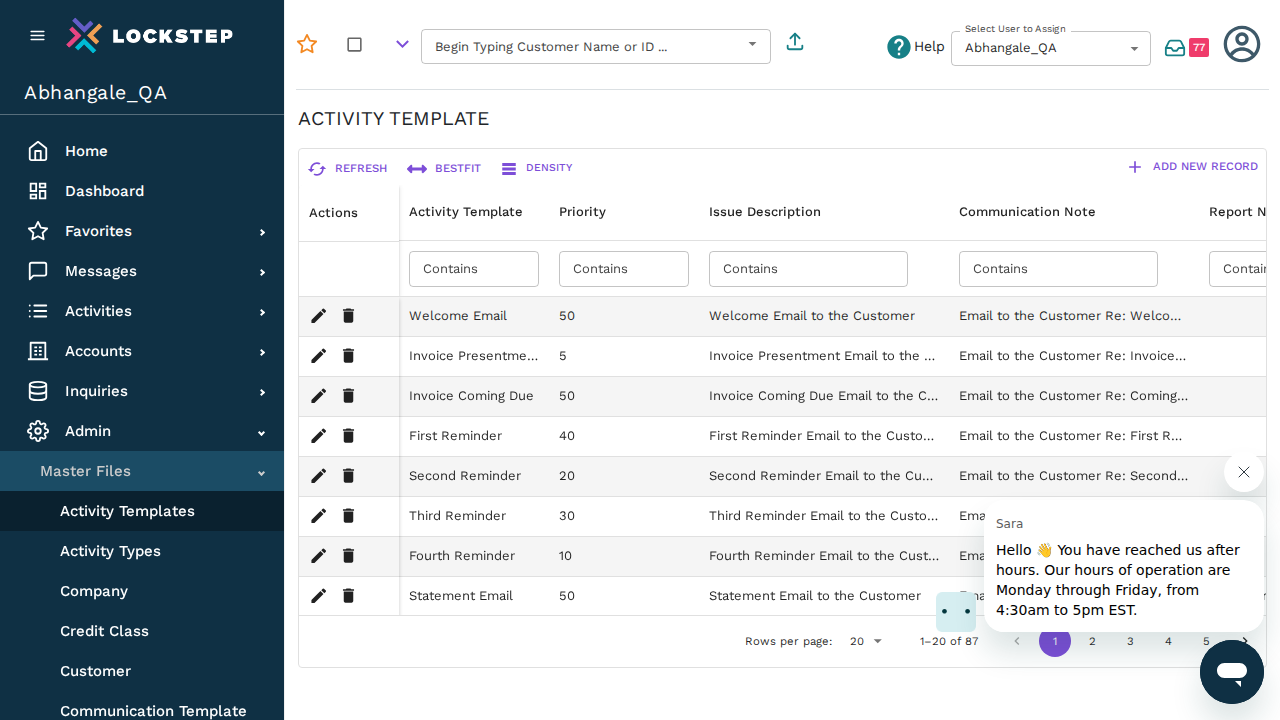 LOCKSTEP
Abhangale_QA
Home
Dashboard
Favorites
Messages
Activities
Accounts
Inquiries
Admin
Master Files
Activity Templates
Activity Types
Company
Credit Class
Customer
Communication Template
Begin Typing Customer Name or ID ...
Help
Select User to Assign
Abhangale_QA
77
ACTIVITY TEMPLATE
REFRESH BESTFIT DENSITY ADD NEW RECORD
Actions Activity Template Priority Issue Description Communication Note Report N
Contains Contains Contains Contains Contain
Welcome Email 50 Welcome Email to the Customer Email to the Customer Re: Welco...
Invoice Presentme... 5 Invoice Presentment Email to the ... Email to the Customer Re: Invoice...
Invoice Coming Due 50 Invoice Coming Due Email to the C... Email to the Customer Re: Coming...
First Reminder 40 First Reminder Email to the Custo... Email to the Customer Re: First R...
Second Reminder 20 Second Reminder Email to the Cu... Email to the Customer Re: Second...
Third Reminder 30 Third Reminder Email to the Custo... Ema
Fourth Reminder 10 Fourth Reminder Email to the Cust... Ema
Statement Email 50 Statement Email to the Customer
Rows per page: 20 1–20 of 87 1 2 3 4 5
Sara
Hello 👋 You have reached us after
hours. Our hours of operation are
Monday through Friday, from
4:30am to 5pm EST.